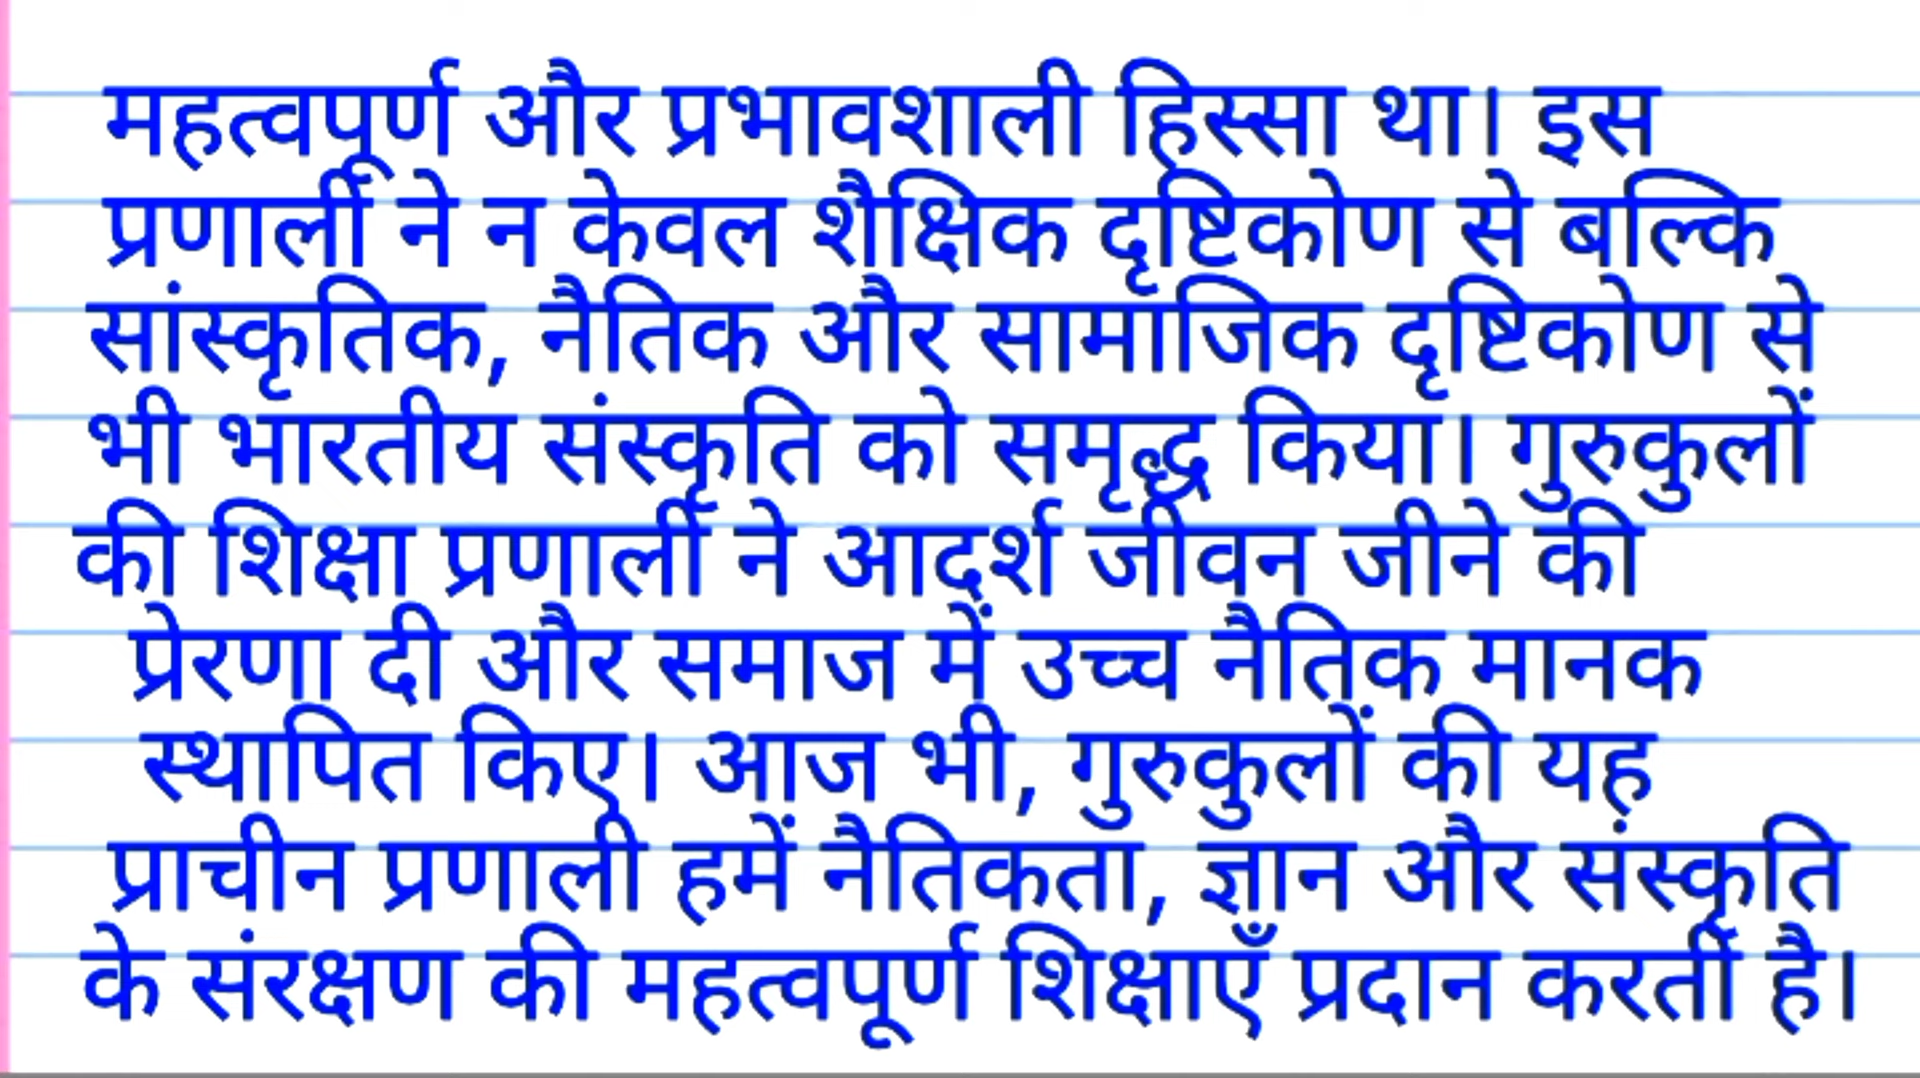 महत्वपूर्ण और प्रभावशाली हिस्सा था। इस
प्रणाली ने न केवल शैक्षिक दृष्टिकोण से बल्कि
सांस्कृतिक, नैतिक और सामाजिक दृष्टिकोण से
भी भारतीय संस्कृति को समृद्ध किया। गुरुकुलों
की शिक्षा प्रणाली ने आदर्श जीवन जीने की
प्रेरणा दी और समाज में उच्च नैतिक मानक
स्थापित किए। आज भी, गुरुकुलों की यह
प्राचीन प्रणाली हमें नैतिकता, ज्ञान और संस्कृति
के संरक्षण की महत्वपूर्ण शिक्षाएँ प्रदान करती है।